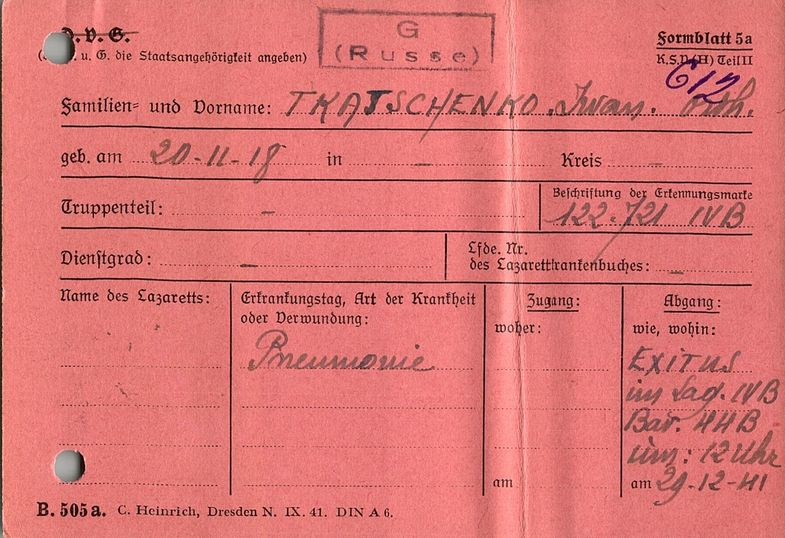 D.V.G.
u. G. die Staatsangehörigkeit angeben)
G
(Russe)
Formblatt 5a
K.S.V.(H) Teil II
612
Familien= und Vorname: TKATSCHENKO. Iwan. orth.
geb. am 20-11-18 in – Kreis –
Truppenteil: –
Beschriftung der Erkennungsmarke
122.721 IVB
Dienstgrad: –
Lfde. Nr.
des Lazarettkrankenbuches: –
Name des Lazaretts:
Erkrankungstag, Art der Krankheit
oder Verwundung:
Pneumonie
Zugang:
woher:
am
Abgang:
wie, wohin:
EXITUS
im Lag. IVB
Bar. 44B
um: 12 Uhr
am 29-12-41
B. 505a. C. Heinrich, Dresden N. IX. 41. DIN A 6.